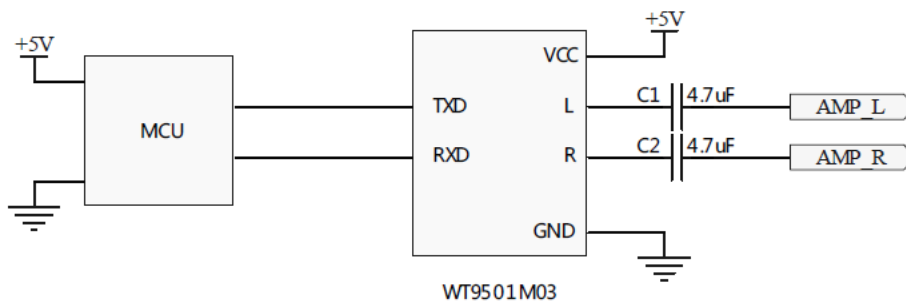 +5V
+5V
MCU
VCC
TXD
L
C1 4.7uF
AMP_L
RXD
R
C2 4.7uF
AMP_R
GND
WT9501M03